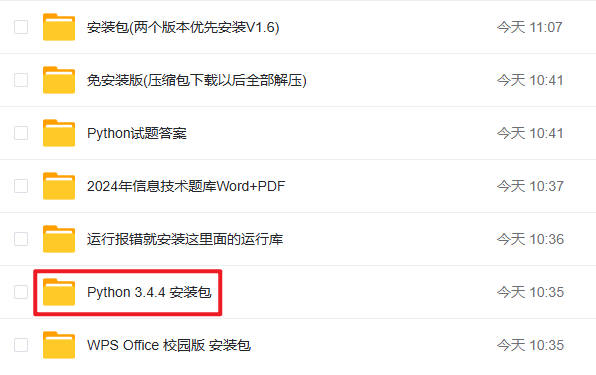 安装包(两个版本优先安装V1.6) 今天 11:07
免安装版(压缩包下载以后全部解压) 今天 10:41
Python试题答案 今天 10:41
2024年信息技术题库Word+PDF 今天 10:37
运行报错就安装这里面的运行库 今天 10:36
Python 3.4.4 安装包 今天 10:35
WPS Office 校园版 安装包 今天 10:35